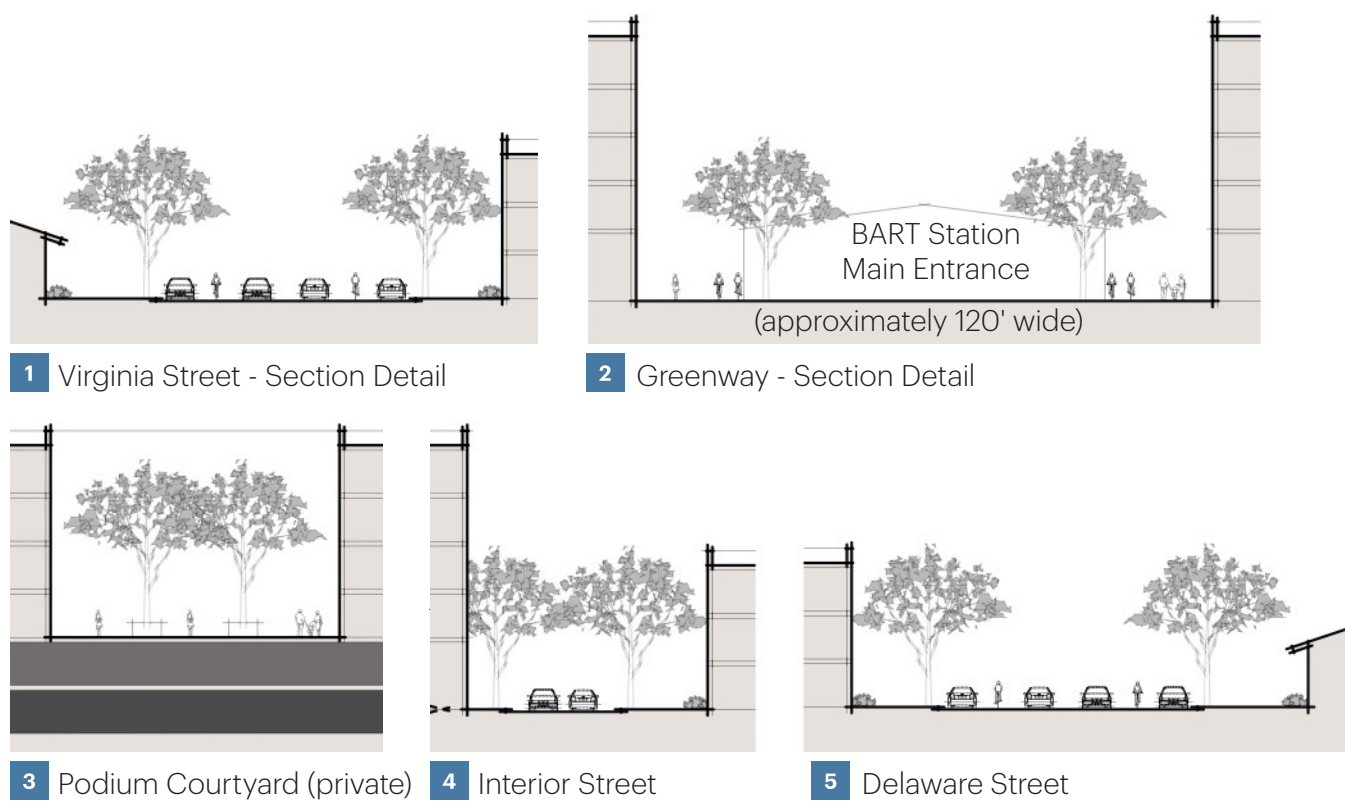 BART Station
Main Entrance
(approximately 120' wide)
1 Virginia Street - Section Detail
2 Greenway - Section Detail
3 Podium Courtyard (private)
4 Interior Street
5 Delaware Street